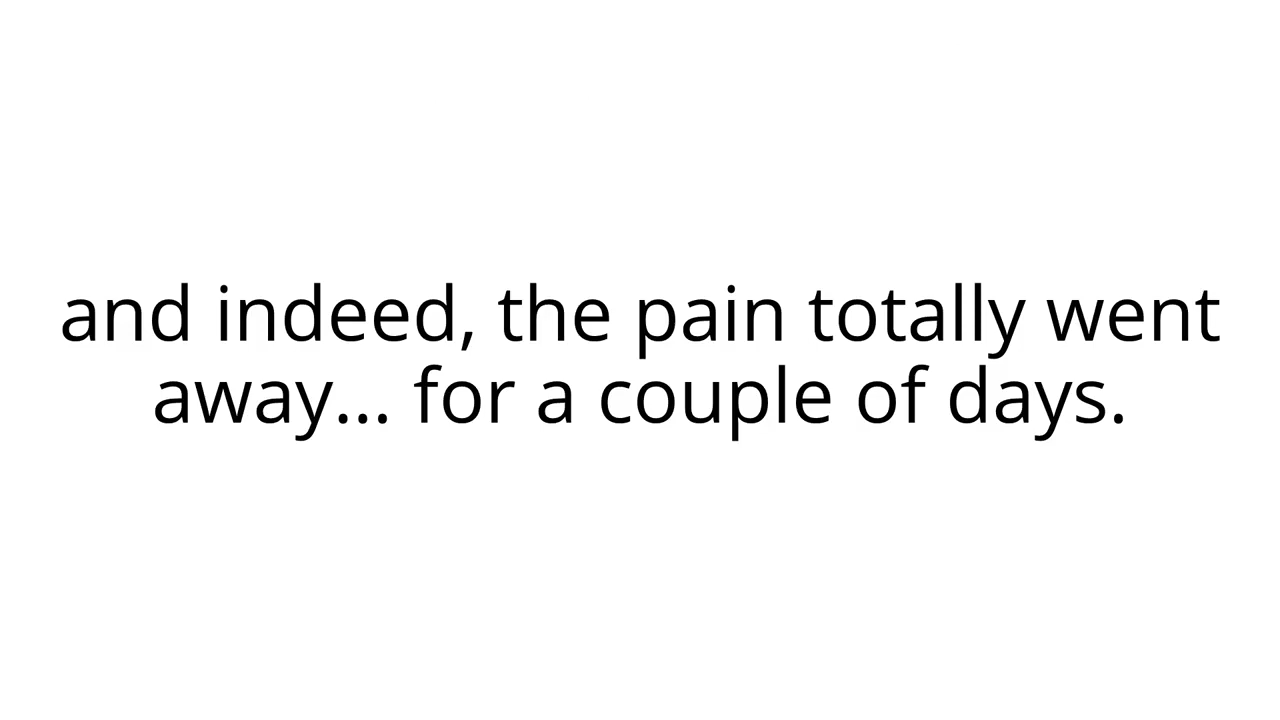 and indeed, the pain totally went
away... for a couple of days.